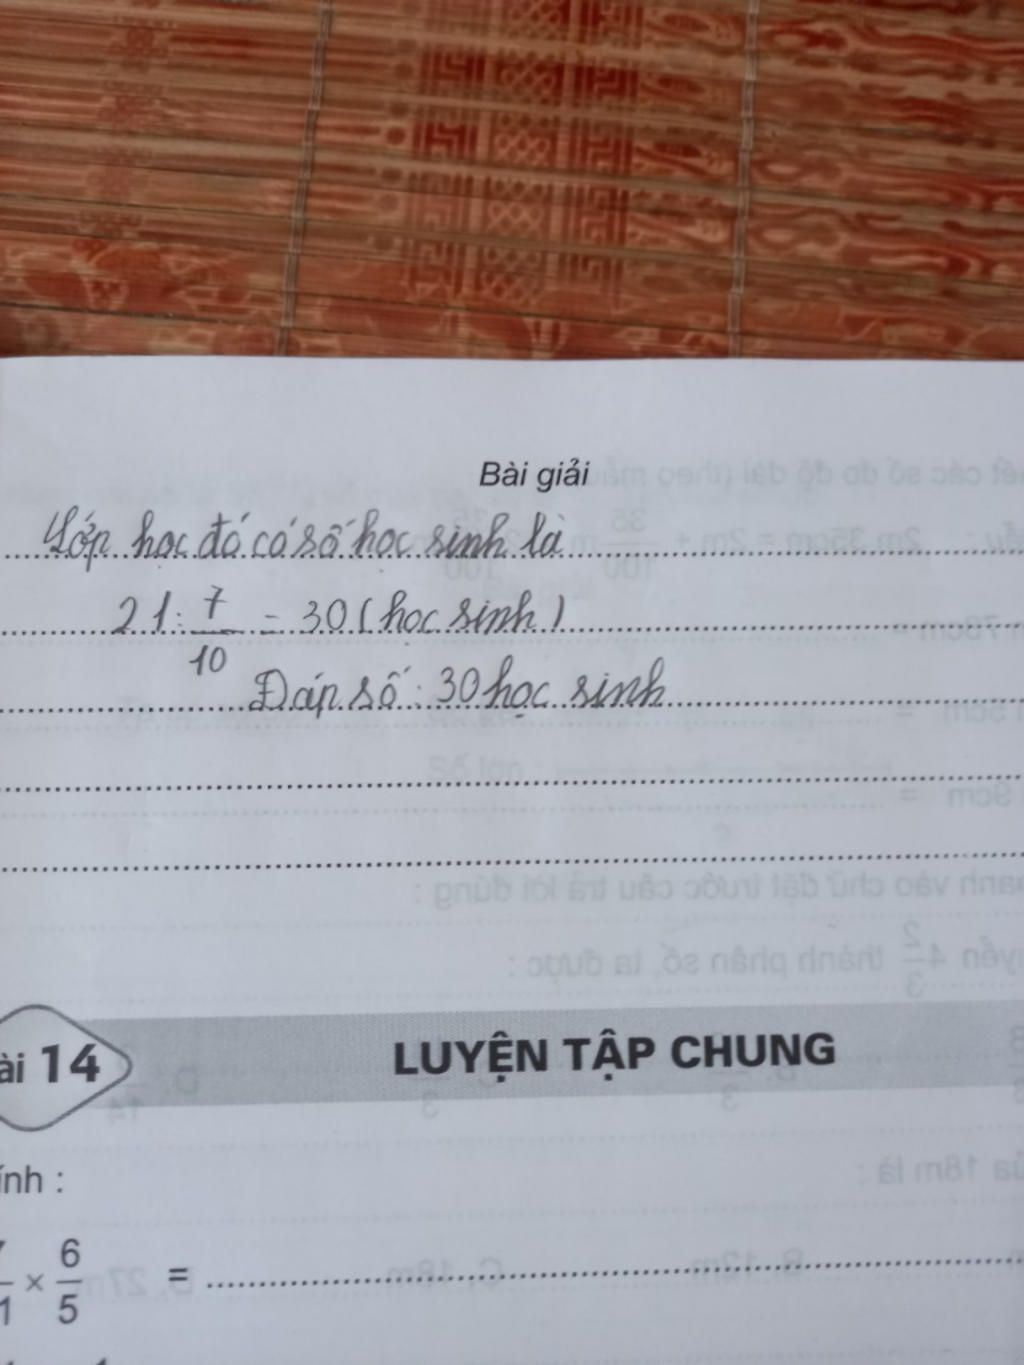 Bài giải
Lớp học đó có số học sinh là
21 : 7/10 = 30 (học sinh)
Đáp số : 30 học sinh
ài 14
LUYỆN TẬP CHUNG
ính :
× 6/5 =